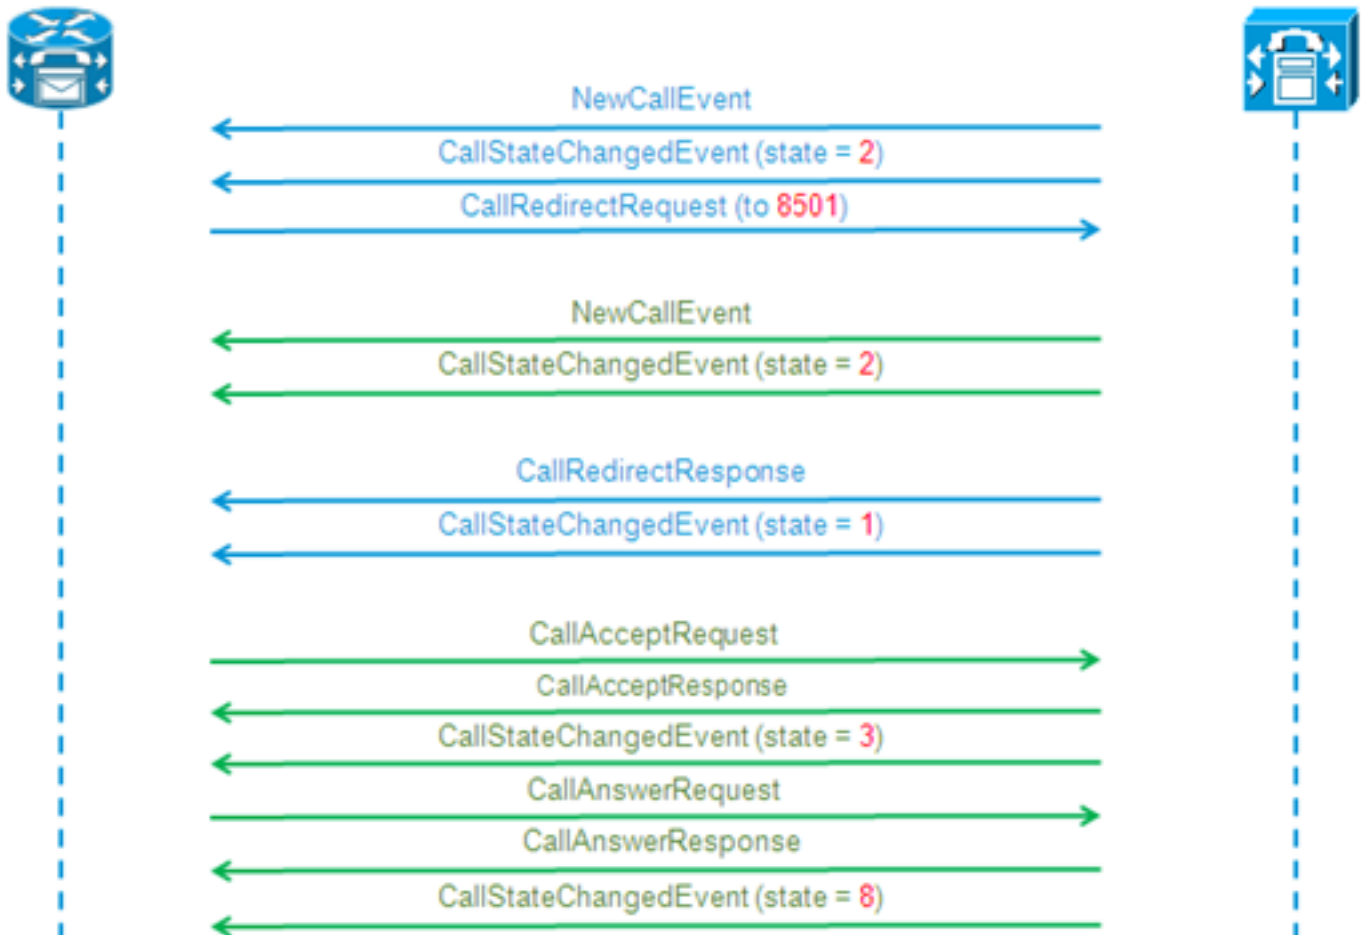 NewCallEvent
CallStateChangedEvent (state = 2)
CallRedirectRequest (to 8501)
NewCallEvent
CallStateChangedEvent (state = 2)
CallRedirectResponse
CallStateChangedEvent (state = 1)
CallAcceptRequest
CallAcceptResponse
CallStateChangedEvent (state = 3)
CallAnswerRequest
CallAnswerResponse
CallStateChangedEvent (state = 8)